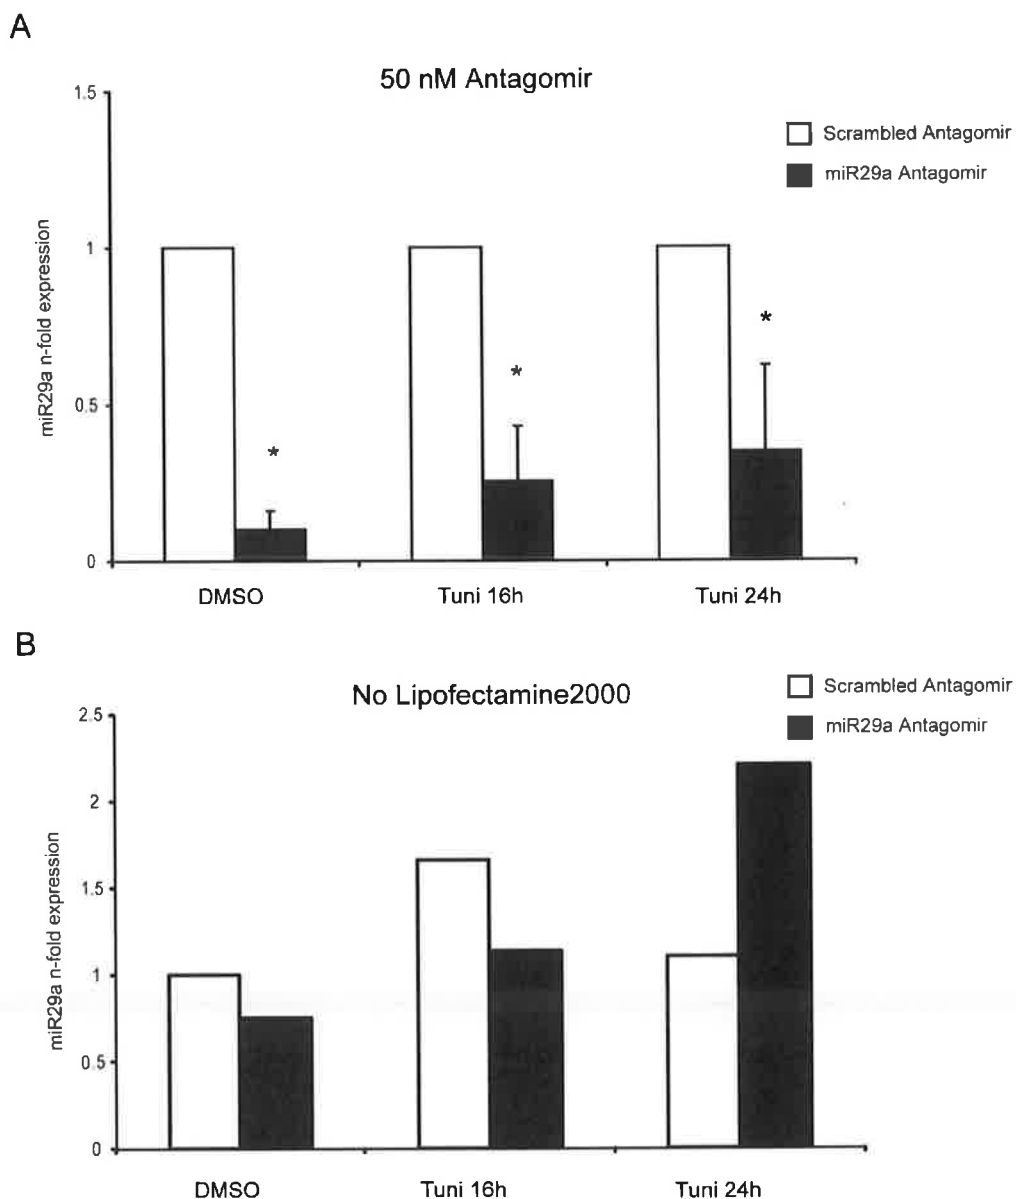 A
50 nM Antagomir
Scrambled Antagomir
miR29a Antagomir
miR29a n-fold expression
1.5
1
0.5
0
*
*
*
DMSO
Tuni 16h
Tuni 24h
B
No Lipofectamine2000
Scrambled Antagomir
miR29a Antagomir
miR29a n-fold expression
2.5
2
1.5
1
0.5
0
DMSO
Tuni 16h
Tuni 24h